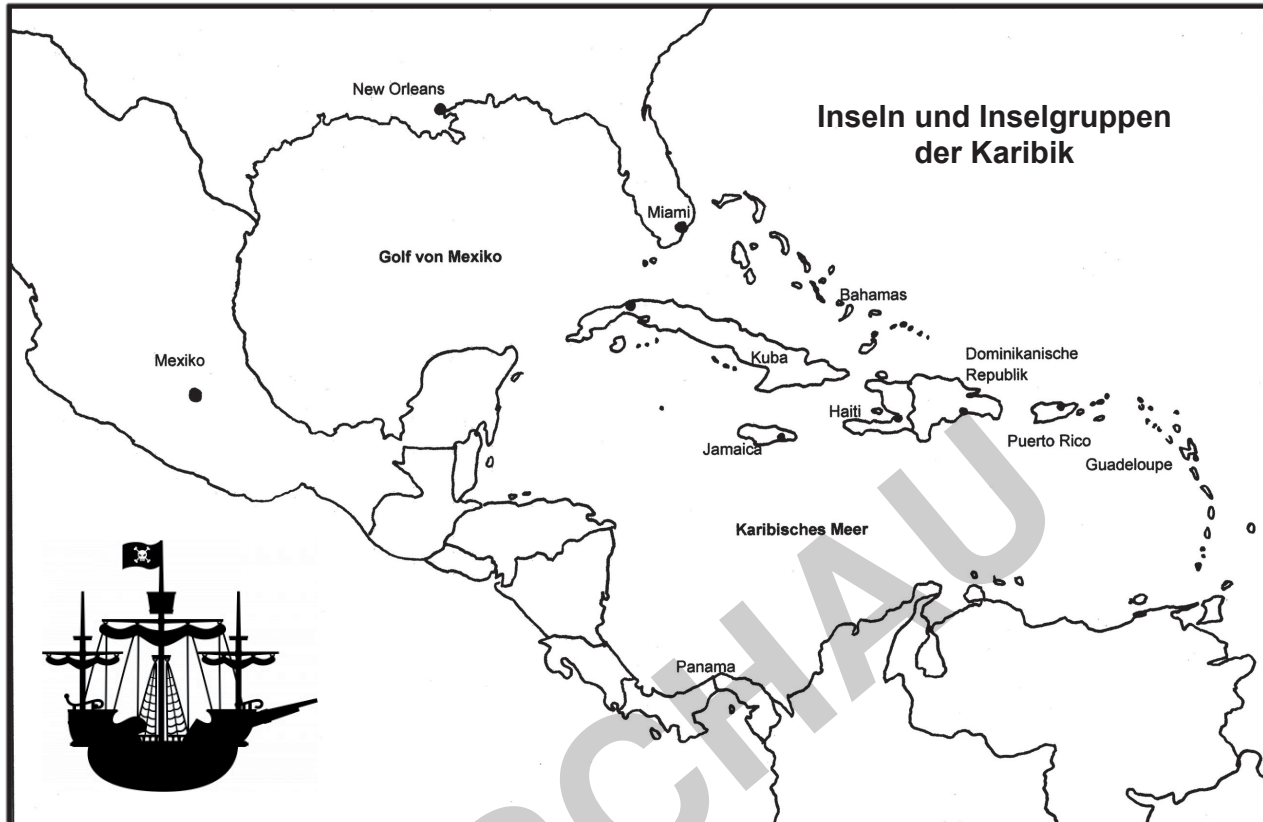 Inseln und Inselgruppen
der Karibik
New Orleans
Miami
Golf von Mexiko
Bahamas
Mexiko
Kuba
Dominikanische
Republik
Haiti
Jamaica
Puerto Rico
Guadeloupe
Karibisches Meer
Panama
SCHAU